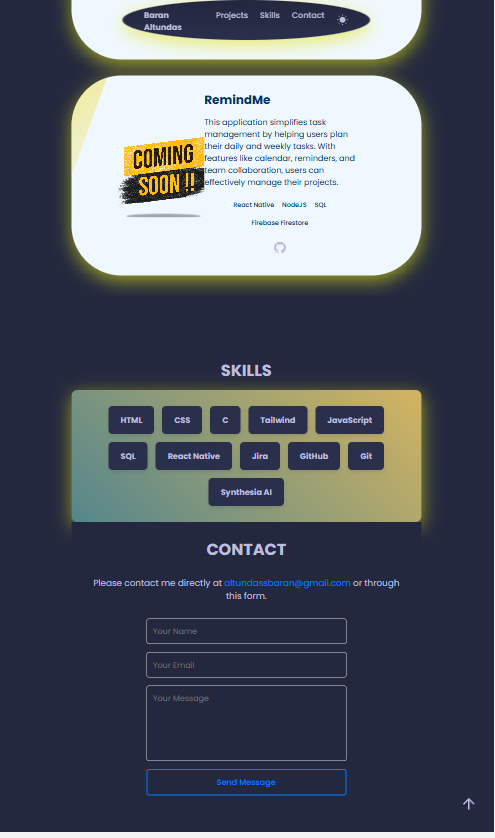 Baran
Altundas
Projects Skills Contact
RemindMe
This application simplifies task
management by helping users plan
their daily and weekly tasks. With
features like calendar, reminders, and
team collaboration, users can
effectively manage their projects.
COMING
SOON !!
React Native NodeJS SQL
Firebase Firestore
SKILLS
HTML CSS C Tailwind JavaScript
SQL React Native Jira GitHub Git
Synthesia AI
CONTACT
Please contact me directly at altundassbaran@gmail.com or through
this form.
Your Name
Your Email
Your Message
Send Message